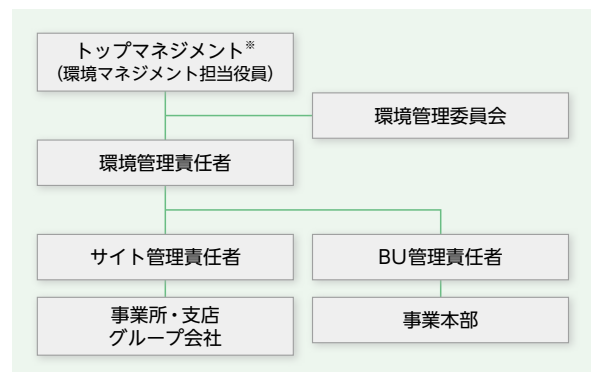 トップマネジメント※
（環境マネジメント担当役員）
環境管理委員会
環境管理責任者
サイト管理責任者
BU管理責任者
事業所・支店
グループ会社
事業本部